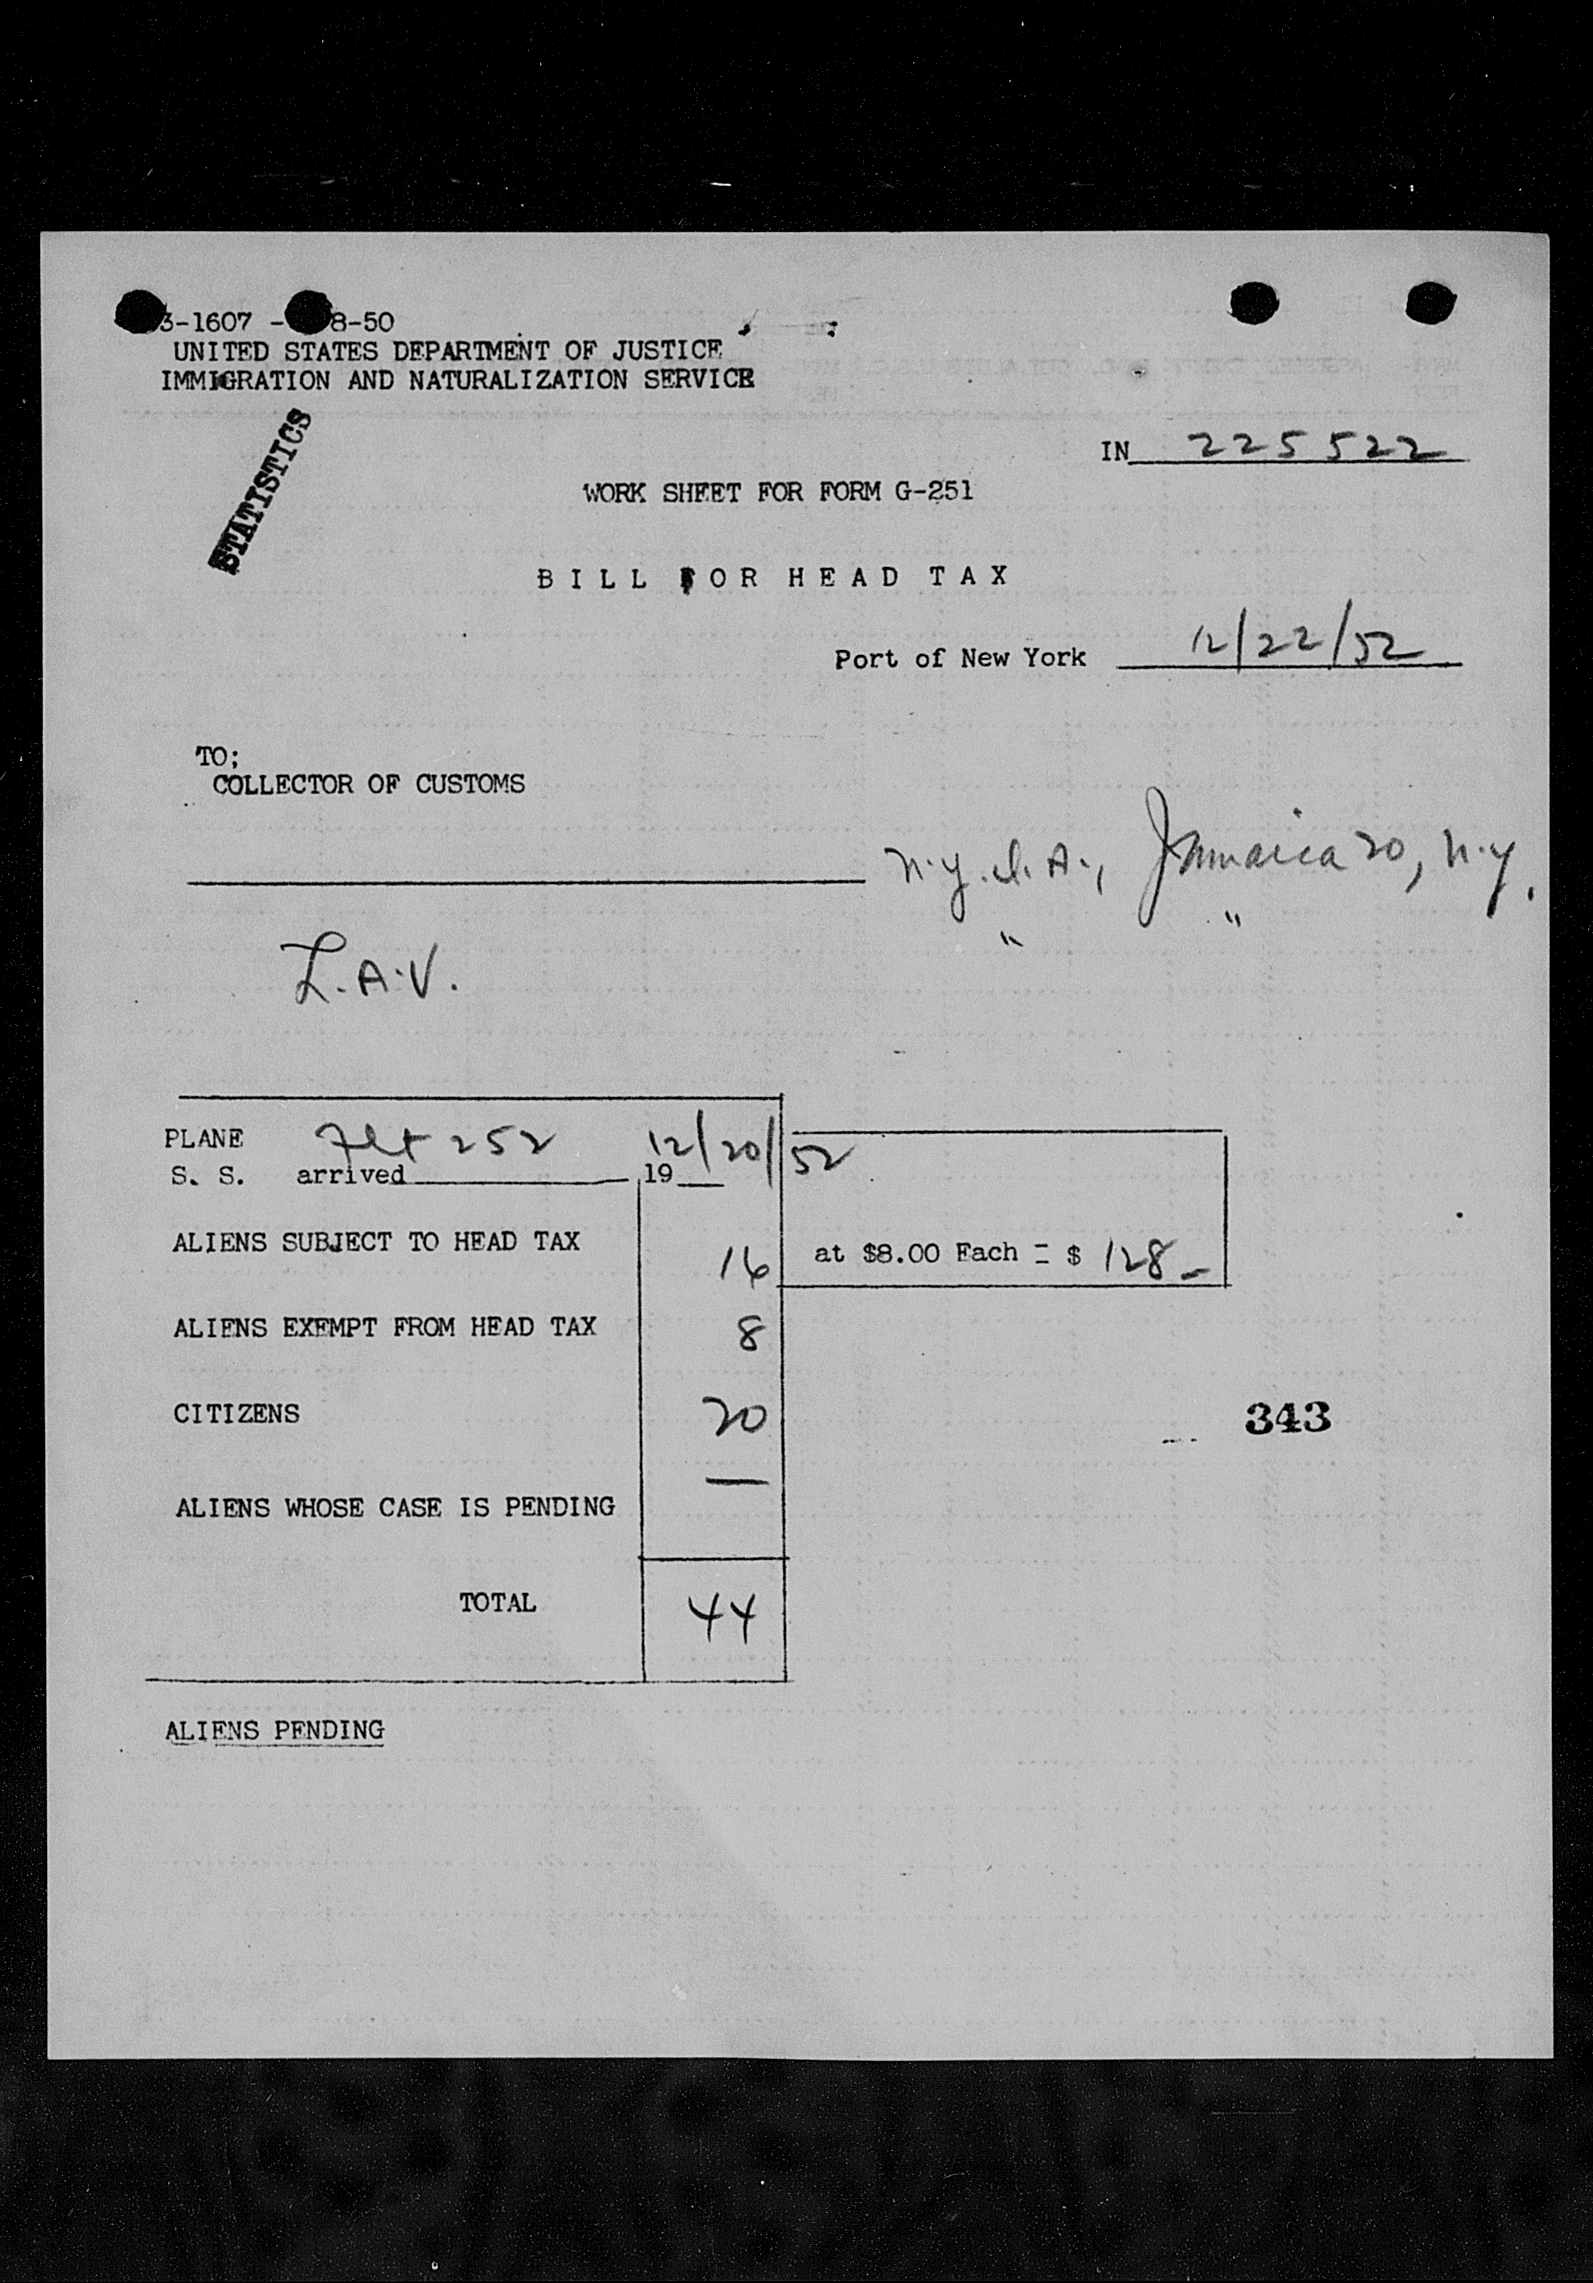 3-1607 - 8-50
UNITED STATES DEPARTMENT OF JUSTICE
IMMIGRATION AND NATURALIZATION SERVICE
STATISTICS
IN 225522
WORK SHEET FOR FORM G-251
BILL FOR HEAD TAX
Port of New York 12/22/52
TO;
COLLECTOR OF CUSTOMS
N.Y.I.A., Jamaica 20, N.Y.
" "
L.A.V.
PLANE Flt 252 12/20/52
S. S. arrived 19
ALIENS SUBJECT TO HEAD TAX 16 at $8.00 Each = $ 128-
ALIENS EXEMPT FROM HEAD TAX 8
CITIZENS 20
343
ALIENS WHOSE CASE IS PENDING —
TOTAL 44
ALIENS PENDING